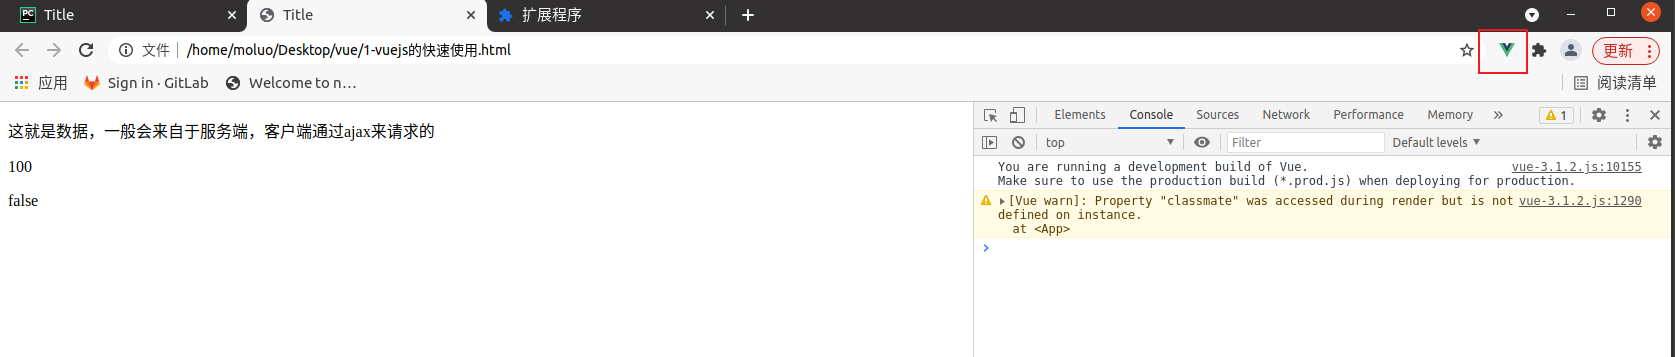 PC Title
Title
扩展程序
文件 /home/moluo/Desktop/vue/1-vuejs的快速使用.html
更新
应用
Sign in · GitLab
Welcome to n…
阅读清单
这就是数据，一般会来自于服务端，客户端通过ajax来请求的
100
false
Elements Console Sources Network Performance Memory » 1
top Filter Default levels
You are running a development build of Vue. vue-3.1.2.js:10155
Make sure to use the production build (*.prod.js) when deploying for production.
[Vue warn]: Property "classmate" was accessed during render but is not vue-3.1.2.js:1290
defined on instance.
at <App>